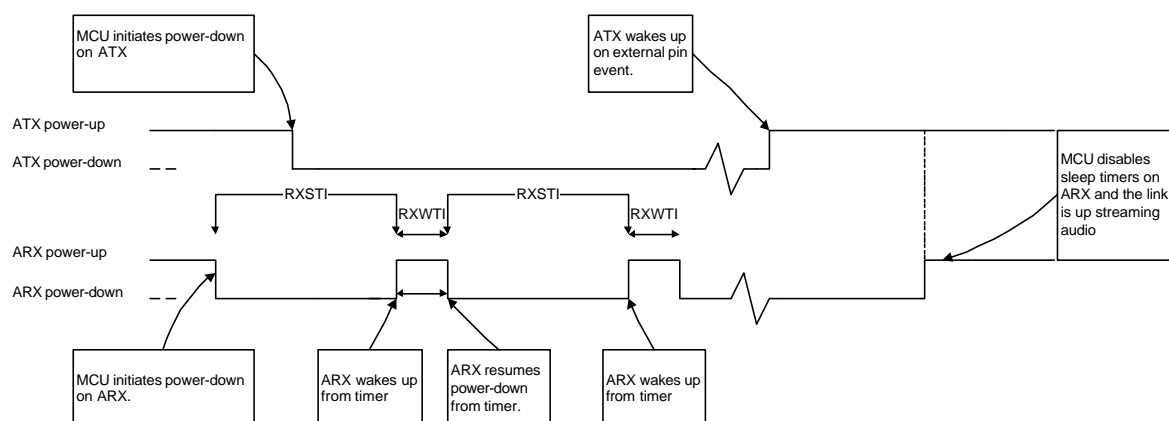 MCU initiates power-down
on ATX
ATX wakes up
on external pin
event.
ATX power-up
ATX power-down
MCU disables
sleep timers on
ARX and the link
is up streaming
audio
RXSTI
RXWTI
RXSTI
RXWTI
ARX power-up
ARX power-down
MCU initiates power-down
on ARX.
ARX wakes up
from timer
ARX resumes
power-down
from timer.
ARX wakes up
from timer